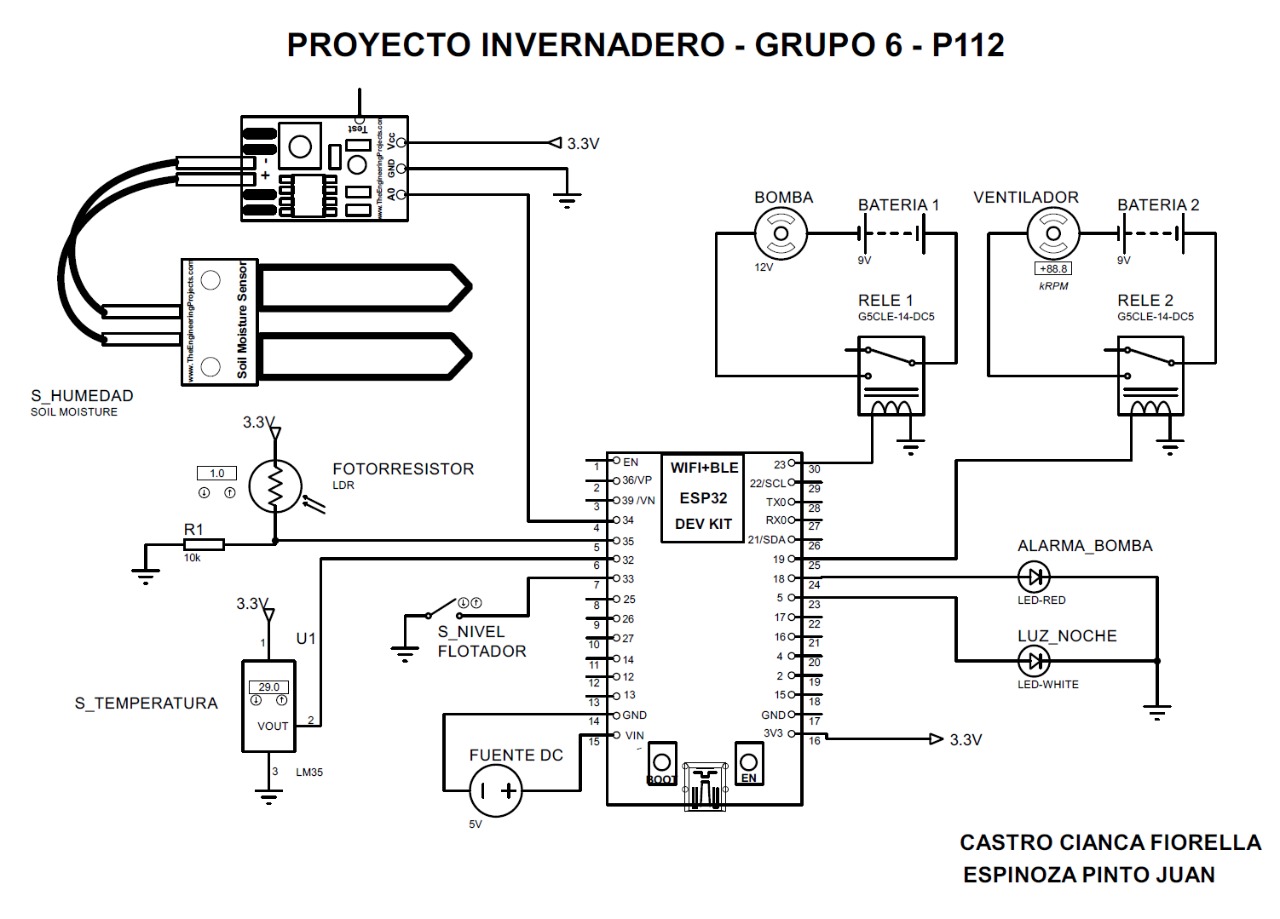 PROYECTO INVERNADERO - GRUPO 6 - P112
Test
Vcc
GND
A0
-
+
www.TheEngineeringProjects.com
3.3V
www.TheEngineeringProjects.com
Soil Moisture Sensor
S_HUMEDAD
SOIL MOISTURE
BOMBA
12V
BATERIA 1
9V
VENTILADOR
+88.8
kRPM
BATERIA 2
9V
RELE 1
G5CLE-14-DC5
RELE 2
G5CLE-14-DC5
3.3V
1.0
FOTORRESISTOR
LDR
R1
10k
3.3V
1
U1
S_TEMPERATURA
29.0
VOUT
2
3
LM35
S_NIVEL
FLOTADOR
FUENTE DC
- +
5V
WIFI+BLE
ESP32
DEV KIT
1 EN
2 36/VP
3 39/VN
4 34
5 35
6 32
7 33
8 25
9 26
10 27
11 14
12 12
13 13
14 GND
15 VIN
23 30
22/SCL 29
TX0 28
RX0 27
21/SDA 26
19 25
18 24
5 23
17 22
16 21
4 20
2 19
15 18
GND 17
3V3 16
BOOT
EN
3.3V
ALARMA_BOMBA
LED-RED
LUZ_NOCHE
LED-WHITE
CASTRO CIANCA FIORELLA
ESPINOZA PINTO JUAN